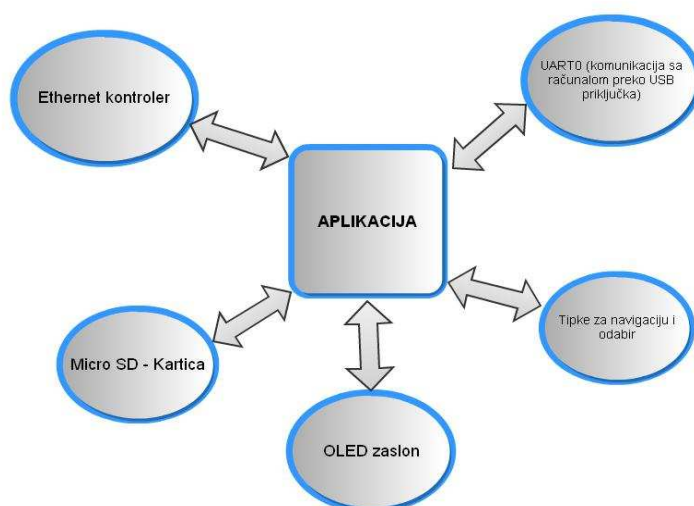 Ethernet kontroler
UART0 (komunikacija sa
računalom preko USB
priključka)
APLIKACIJA
Micro SD - Kartica
Tipke za navigaciju i
odabir
OLED zaslon